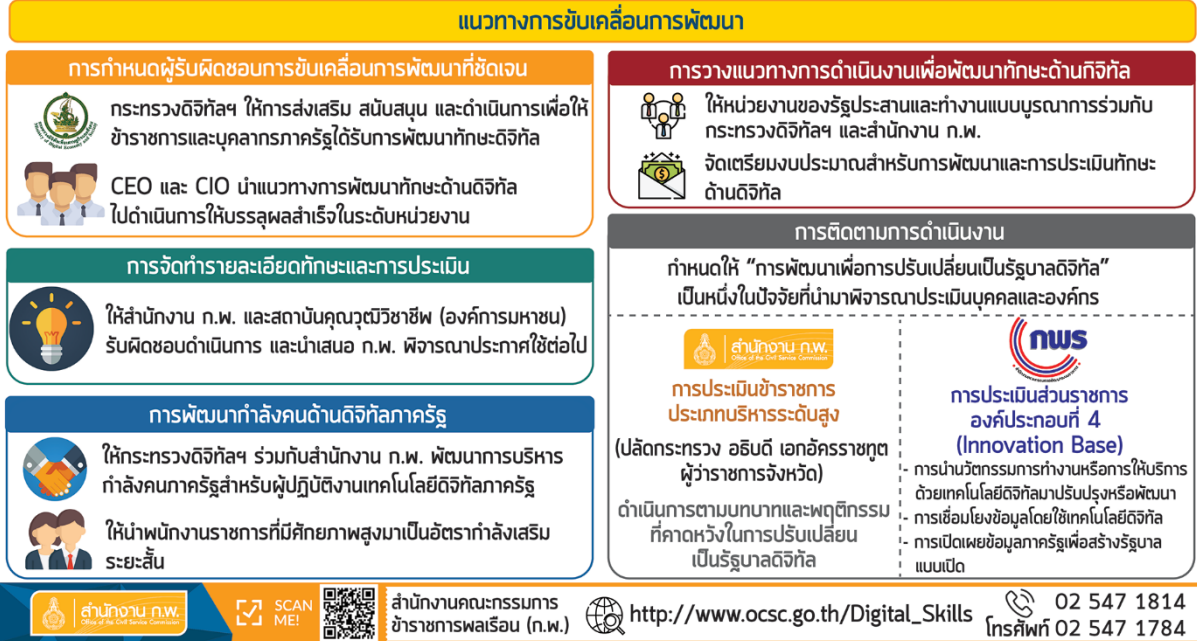 แนวทางการขับเคลื่อนการพัฒนา
การกำหนดผู้รับผิดชอบการขับเคลื่อนการพัฒนาที่ชัดเจน
กระทรวงดิจิทัลฯ ให้การส่งเสริม สนับสนุน และดำเนินการเพื่อให้
ข้าราชการและบุคลากรภาครัฐได้รับการพัฒนาทักษะดิจิทัล
CEO และ CIO นำแนวทางการพัฒนาทักษะด้านดิจิทัล
ไปดำเนินการให้บรรลุผลสำเร็จในระดับหน่วยงาน
การจัดทำรายละเอียดทักษะและการประเมิน
ให้สำนักงาน ก.พ. และสถาบันคุณวุฒิวิชาชีพ (องค์การมหาชน)
รับผิดชอบดำเนินการ และนำเสนอ ก.พ. พิจารณาประกาศใช้ต่อไป
การพัฒนากำลังคนด้านดิจิทัลภาครัฐ
ให้กระทรวงดิจิทัลฯ ร่วมกับสำนักงาน ก.พ. พัฒนาการบริหาร
กำลังคนภาครัฐสำหรับผู้ปฏิบัติงานเทคโนโลยีดิจิทัลภาครัฐ
ให้นำพนักงานราชการที่มีศักยภาพสูงมาเป็นอัตรากำลังเสริม
ระยะสั้น
การวางแนวทางการดำเนินงานเพื่อพัฒนาทักษะด้านกิจิทัล
ให้หน่วยงานของรัฐประสานและทำงานแบบบูรณาการร่วมกับ
กระทรวงดิจิทัลฯ และสำนักงาน ก.พ.
จัดเตรียมงบประมาณสำหรับการพัฒนาและการประเมินทักษะ
ด้านดิจิทัล
การติดตามการดำเนินงาน
กำหนดให้ “การพัฒนาเพื่อการปรับเปลี่ยนเป็นรัฐบาลดิจิทัล”
เป็นหนึ่งในปัจจัยที่นำมาพิจารณาประเมินบุคคลและองค์กร
สำนักงาน ก.พ.
Office of the Civil Service Commission
การประเมินข้าราชการ
ประเภทบริหารระดับสูง
(ปลัดกระทรวง อธิบดี เอกอัครราชทูต
ผู้ว่าราชการจังหวัด)
ดำเนินการตามบทบาทและพฤติกรรม
ที่คาดหวังในการปรับเปลี่ยน
เป็นรัฐบาลดิจิทัล
กพร
การประเมินส่วนราชการ
องค์ประกอบที่ 4
(Innovation Base)
- การนำนวัตกรรมการทำงานหรือการให้บริการ
ด้วยเทคโนโลยีดิจิทัลมาปรับปรุงหรือพัฒนา
- การเชื่อมโยงข้อมูลโดยใช้เทคโนโลยีดิจิทัล
- การเปิดเผยข้อมูลภาครัฐเพื่อสร้างรัฐบาล
แบบเปิด
สำนักงาน ก.พ.
Office of the Civil Service Commission
SCAN
ME!
สำนักงานคณะกรรมการ
ข้าราชการพลเรือน (ก.พ.)
http://www.ocsc.go.th/Digital_Skills
โทรศัพท์ 02 547 1814
02 547 1784